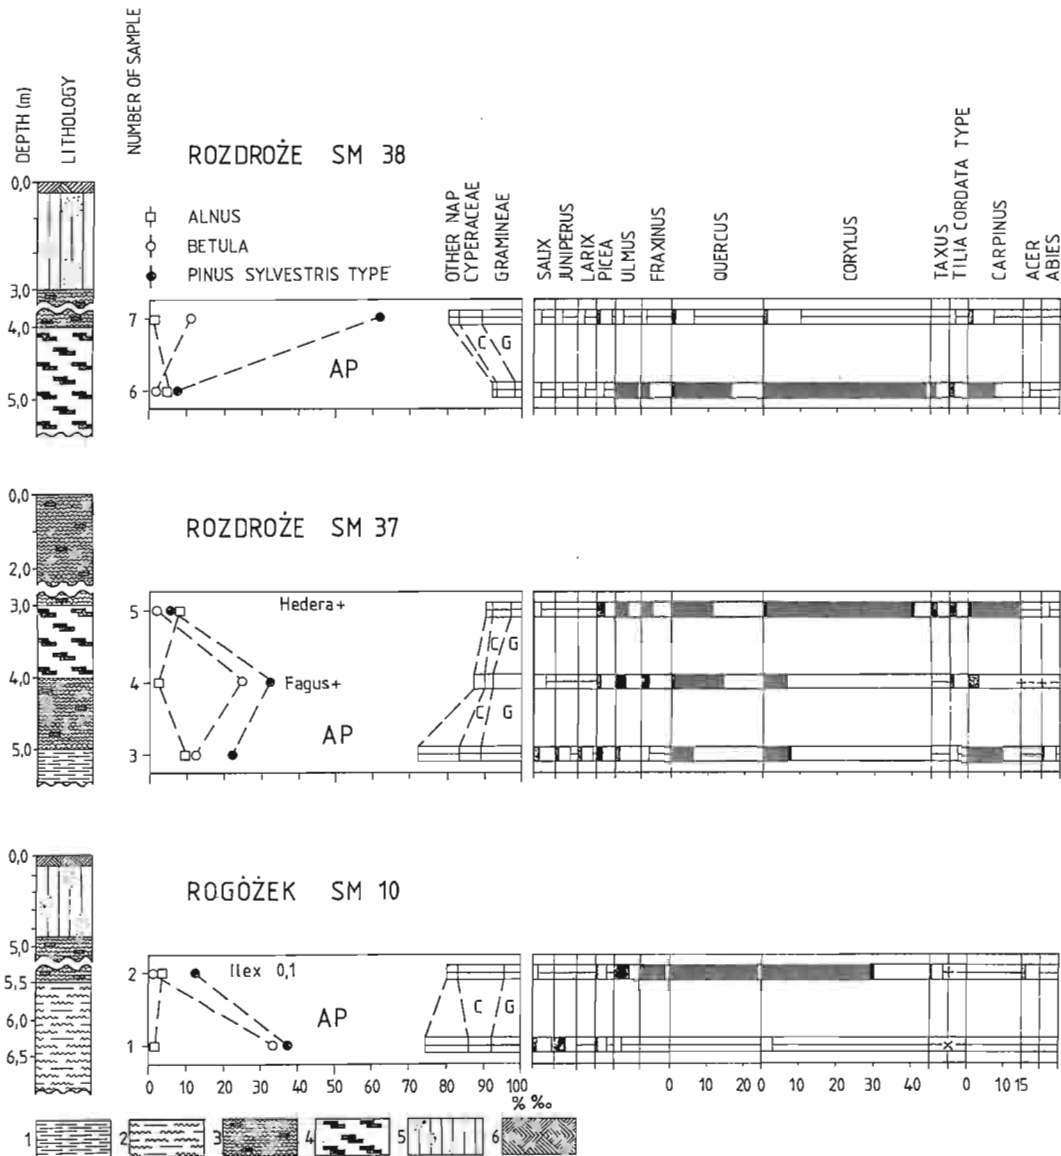 DEPTH (m)
LITHOLOGY
NUMBER OF SAMPLE
ROZDROŻE SM 38
ALNUS
BETULA
PINUS SYLVESTRIS TYPE
OTHER NAP
CYPERACEAE
GRAMINEAE
SALIX
JUNIPERUS
LARIX
PICEA
ULMUS
FRAXINUS
QUERCUS
CORYLUS
TAXUS
TILIA CORDATA TYPE
CARPINUS
ACER
ABIES
0,0
3,0
4,0
5,0
7
6
AP
C G
ROZDROŻE SM 37
0,0
2,0
3,0
4,0
5,0
5
4
3
Hedera+
Fagus+
AP
C G
C G
ROGÓŻEK SM 10
0,0
5,0
5,5
6,0
6,5
2
1
Ilex 0,1
AP
C G
0 10 20 30 40 50 60 70 80 90 100
% ‰
0 10 20 0 10 20 30 40 0 10 15
1 2 3 4 5 6